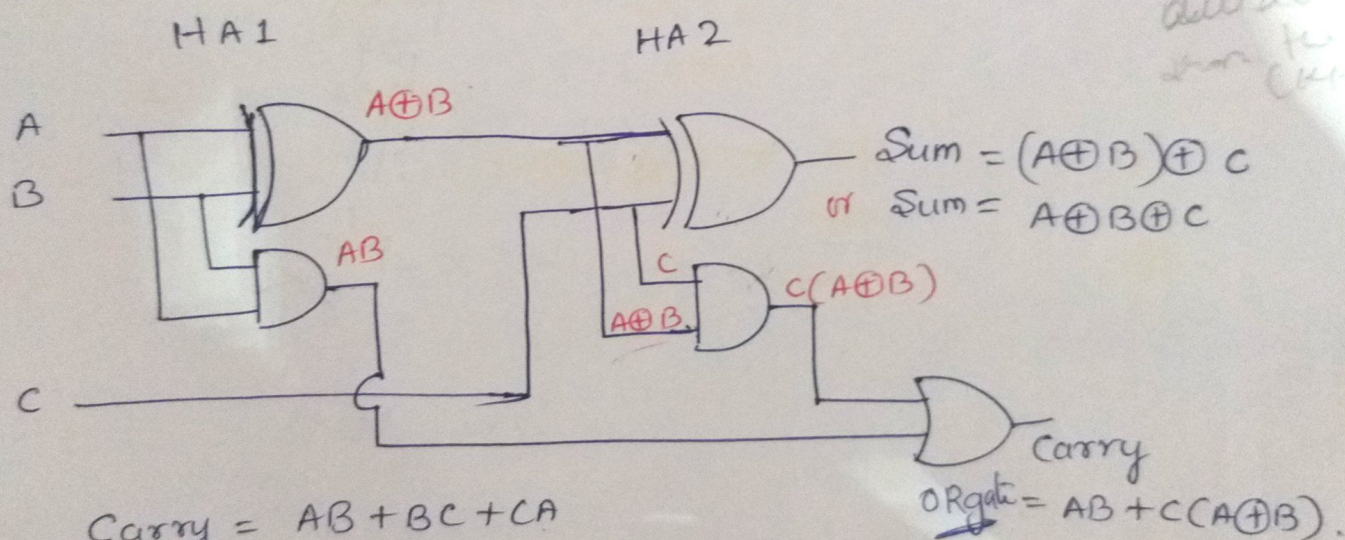 HA1 HA2
A
B
A⊕B
Sum = (A⊕B)⊕ C
or Sum = A⊕B⊕C
AB
C
A⊕B
C(A⊕B)
C
Carry
ORgate = AB + C(A⊕B).
Carry = AB + BC + CA